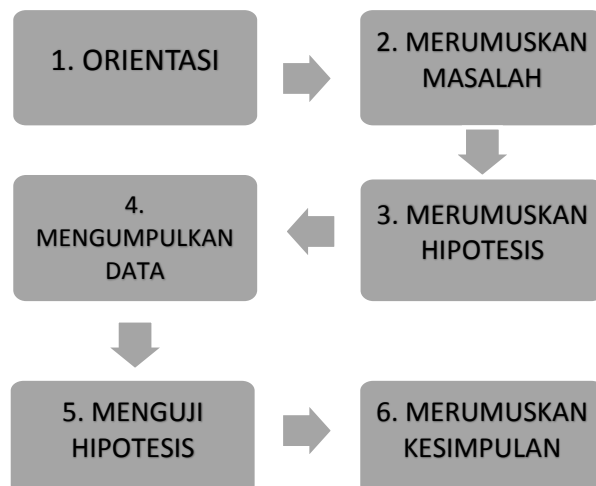 1. ORIENTASI
2. MERUMUSKAN
MASALAH
3. MERUMUSKAN
HIPOTESIS
4.
MENGUMPULKAN
DATA
5. MENGUJI
HIPOTESIS
6. MERUMUSKAN
KESIMPULAN